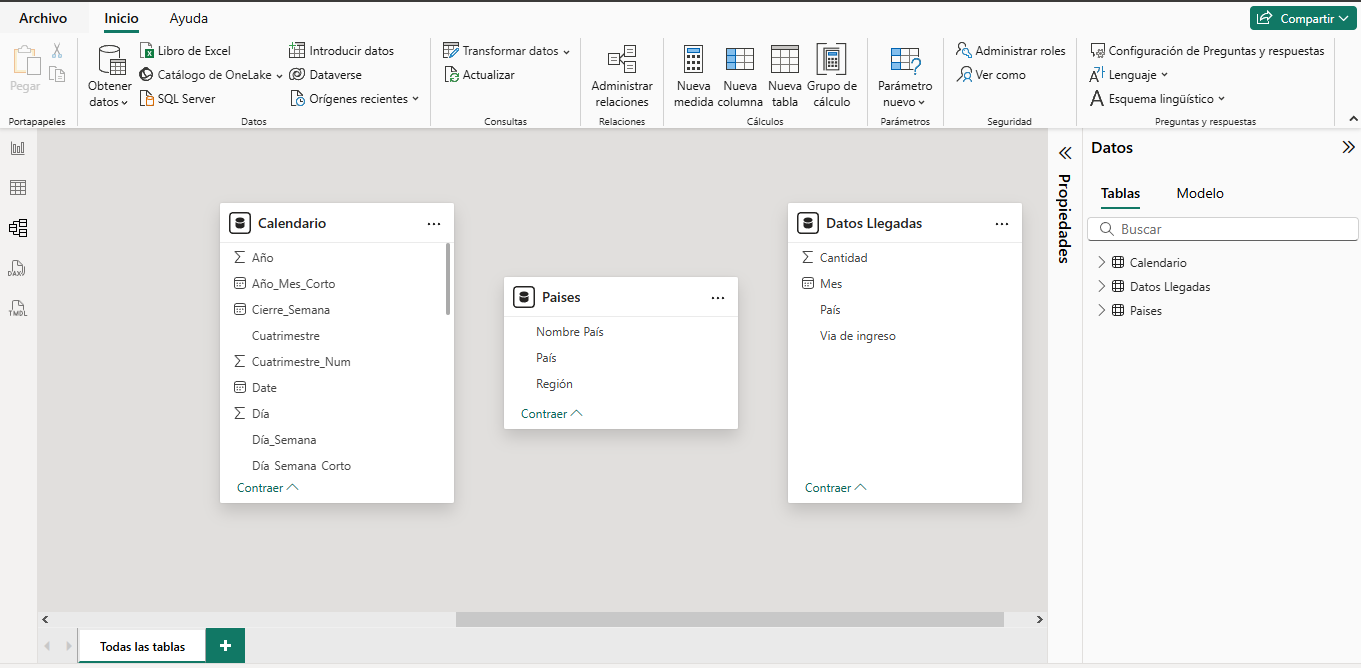 Archivo
Inicio
Ayuda
Compartir
Pegar
Portapapeles
Obtener
datos
Libro de Excel
Catálogo de OneLake
SQL Server
Introducir datos
Dataverse
Orígenes recientes
Datos
Transformar datos
Actualizar
Consultas
Administrar
relaciones
Relaciones
Nueva
medida
Nueva
columna
Nueva
tabla
Grupo de
cálculo
Cálculos
Parámetro
nuevo
Parámetros
Administrar roles
Ver como
Seguridad
Configuración de Preguntas y respuestas
Lenguaje
Esquema lingüístico
Preguntas y respuestas
DAX
TMDL
Calendario
Año
Año_Mes_Corto
Cierre_Semana
Cuatrimestre
Cuatrimestre_Num
Date
Día
Día_Semana
Día_Semana_Corto
Contraer
Paises
Nombre País
País
Región
Contraer
Datos Llegadas
Cantidad
Mes
País
Via de ingreso
Contraer
Propiedades
Datos
Tablas
Modelo
Buscar
Calendario
Datos Llegadas
Paises
Todas las tablas